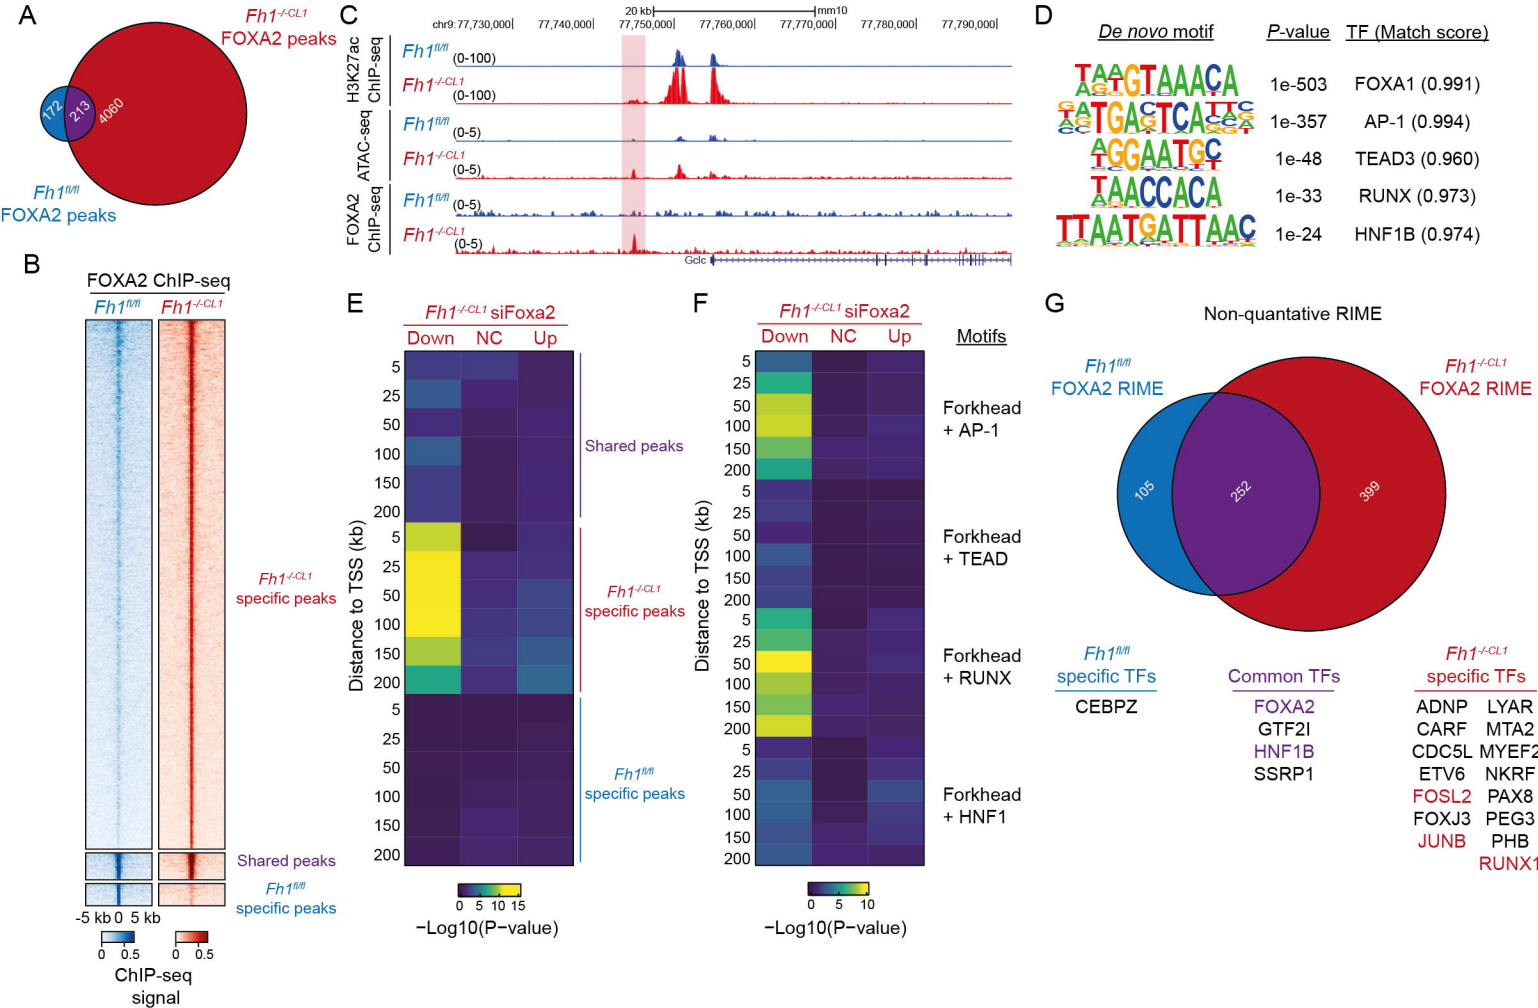 A
Fh1-/-CL1
FOXA2 peaks
172
213
4060
Fh1fl/fl
FOXA2 peaks
B
FOXA2 ChIP-seq
Fh1fl/fl
Fh1-/-CL1
Fh1-/-CL1
specific peaks
Shared peaks
Fh1fl/fl
specific peaks
-5 kb 0 5 kb
0 0.5
0 0.5
ChIP-seq
signal
C
20 kb
mm10
chr9: 77,730,000 77,740,000 77,750,000 77,760,000 77,770,000 77,780,000 77,790,000
H3K27ac
ChIP-seq
Fh1fl/fl
(0-100)
Fh1-/-CL1
(0-100)
ATAC-seq
Fh1fl/fl
(0-5)
Fh1-/-CL1
(0-5)
FOXA2
ChIP-seq
Fh1fl/fl
(0-5)
Fh1-/-CL1
(0-5)
Gclc
D
De novo motif P-value TF (Match score)
1e-503 FOXA1 (0.991)
1e-357 AP-1 (0.994)
1e-48 TEAD3 (0.960)
1e-33 RUNX (0.973)
1e-24 HNF1B (0.974)
E
Fh1-/-CL1 siFoxa2
Down NC Up
Distance to TSS (kb)
5
25
50
100
150
200
Shared peaks
5
25
50
100
150
200
Fh1-/-CL1
specific peaks
5
25
50
100
150
200
Fh1fl/fl
specific peaks
0 5 10 15
−Log10(P−value)
F
Fh1-/-CL1 siFoxa2
Down NC Up
Motifs
Distance to TSS (kb)
5
25
50
100
150
200
Forkhead
+ AP-1
5
25
50
100
150
200
Forkhead
+ TEAD
5
25
50
100
150
200
Forkhead
+ RUNX
5
25
50
100
150
200
Forkhead
+ HNF1
0 5 10
−Log10(P−value)
G
Non-quantative RIME
Fh1fl/fl
FOXA2 RIME
Fh1-/-CL1
FOXA2 RIME
105
252
399
Fh1fl/fl
specific TFs
CEBPZ
Common TFs
FOXA2
GTF2I
HNF1B
SSRP1
Fh1-/-CL1
specific TFs
ADNP LYAR
CARF MTA2
CDC5L MYEF2
ETV6 NKRF
FOSL2 PAX8
FOXJ3 PEG3
JUNB PHB
RUNX1